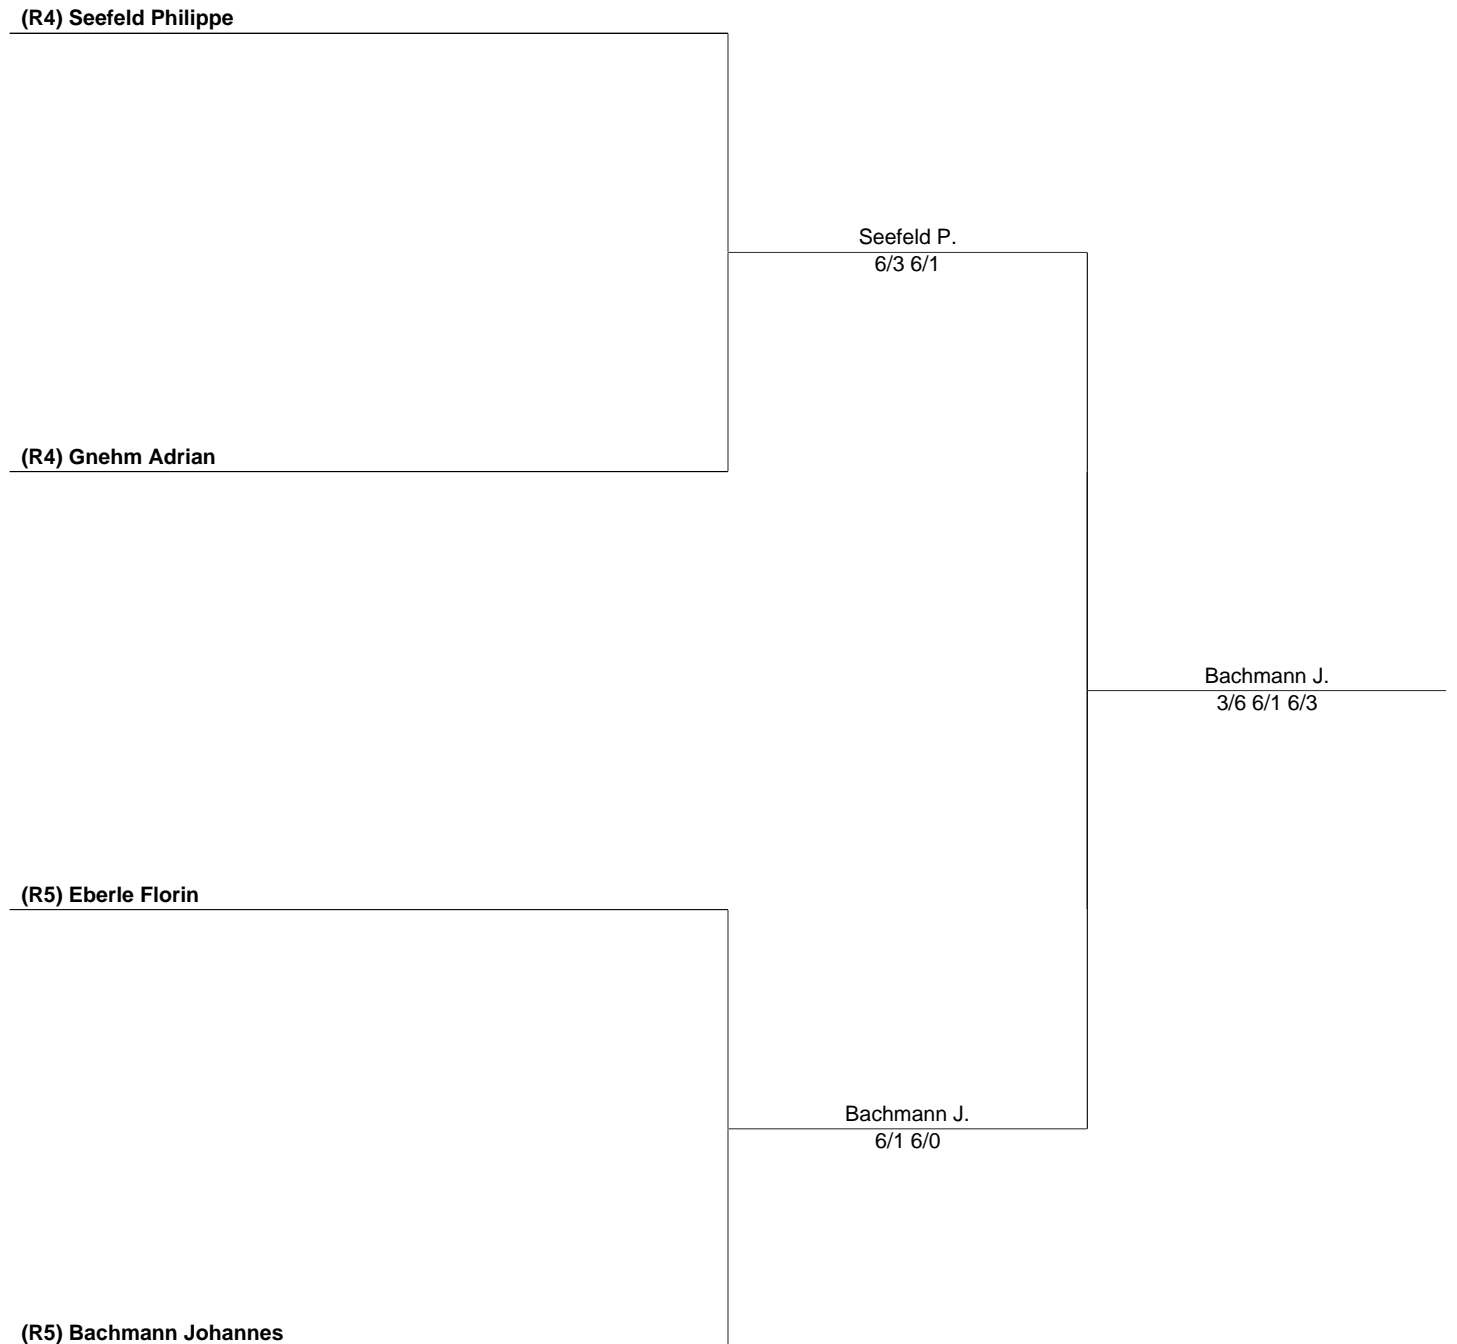 (R4) Seefeld Philippe
Seefeld P.
6/3 6/1
(R4) Gnehm Adrian
Bachmann J.
3/6 6/1 6/3
(R5) Eberle Florin
Bachmann J.
6/1 6/0
(R5) Bachmann Johannes